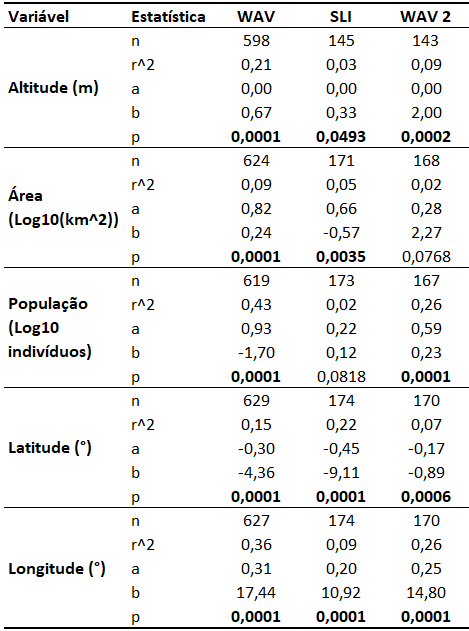 Variável Estatística WAV SLI WAV 2
n 598 145 143
r^2 0,21 0,03 0,09
Altitude (m) a 0,00 0,00 0,00
b 0,67 0,33 2,00
p 0,0001 0,0493 0,0002
n 624 171 168
r^2 0,09 0,05 0,02
Área (Log10(km^2)) a 0,82 0,66 0,28
b 0,24 -0,57 2,27
p 0,0001 0,0035 0,0768
n 619 173 167
r^2 0,43 0,02 0,26
População (Log10 indivíduos) a 0,93 0,22 0,59
b -1,70 0,12 0,23
p 0,0001 0,0818 0,0001
n 629 174 170
r^2 0,15 0,22 0,07
Latitude (°) a -0,30 -0,45 -0,17
b -4,36 -9,11 -0,89
p 0,0001 0,0001 0,0006
n 627 174 170
r^2 0,36 0,09 0,26
Longitude (°) a 0,31 0,20 0,25
b 17,44 10,92 14,80
p 0,0001 0,0001 0,0001